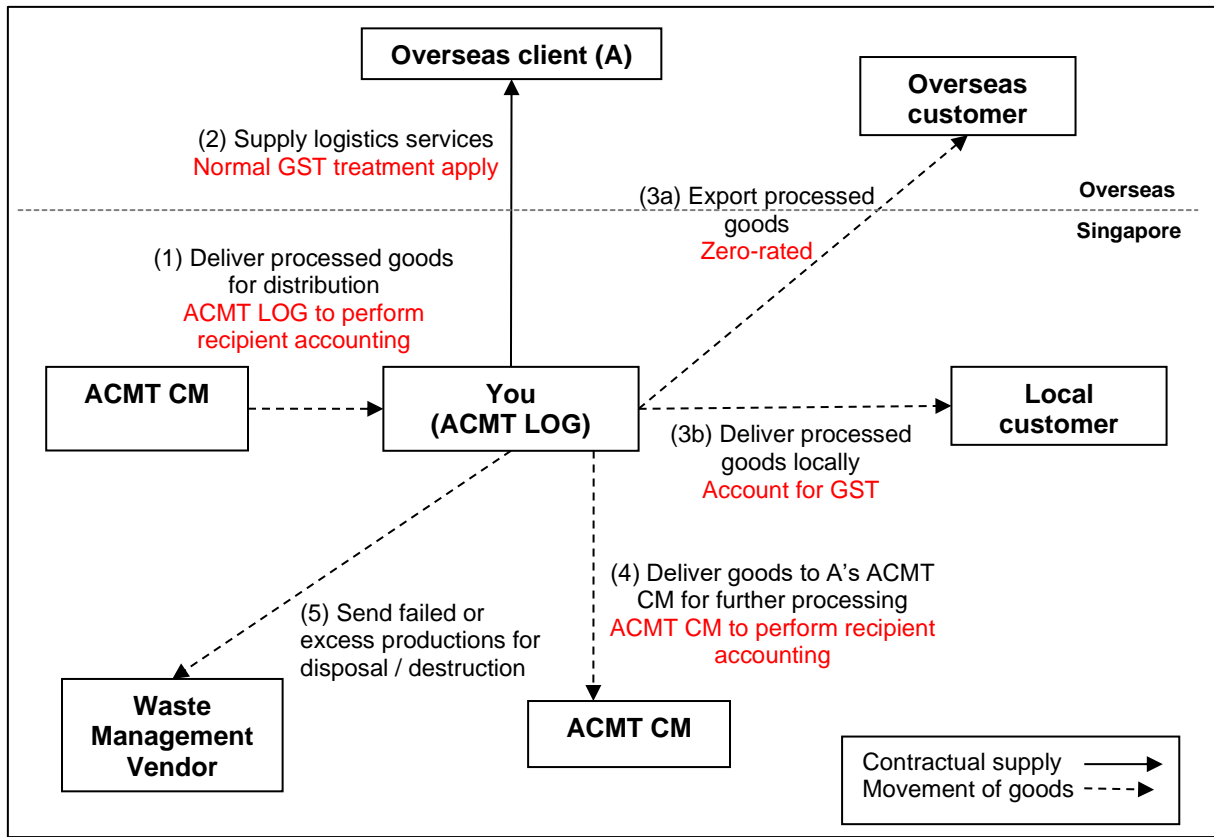 Overseas client (A)
Overseas
customer
(2) Supply logistics services
Normal GST treatment apply
(3a) Export processed
goods
Zero-rated
Overseas
Singapore
(1) Deliver processed goods
for distribution
ACMT LOG to perform
recipient accounting
ACMT CM
You
(ACMT LOG)
Local
customer
(3b) Deliver processed
goods locally
Account for GST
(4) Deliver goods to A's ACMT
CM for further processing
ACMT CM to perform recipient
accounting
(5) Send failed or
excess productions for
disposal / destruction
Waste
Management
Vendor
ACMT CM
Contractual supply
Movement of goods